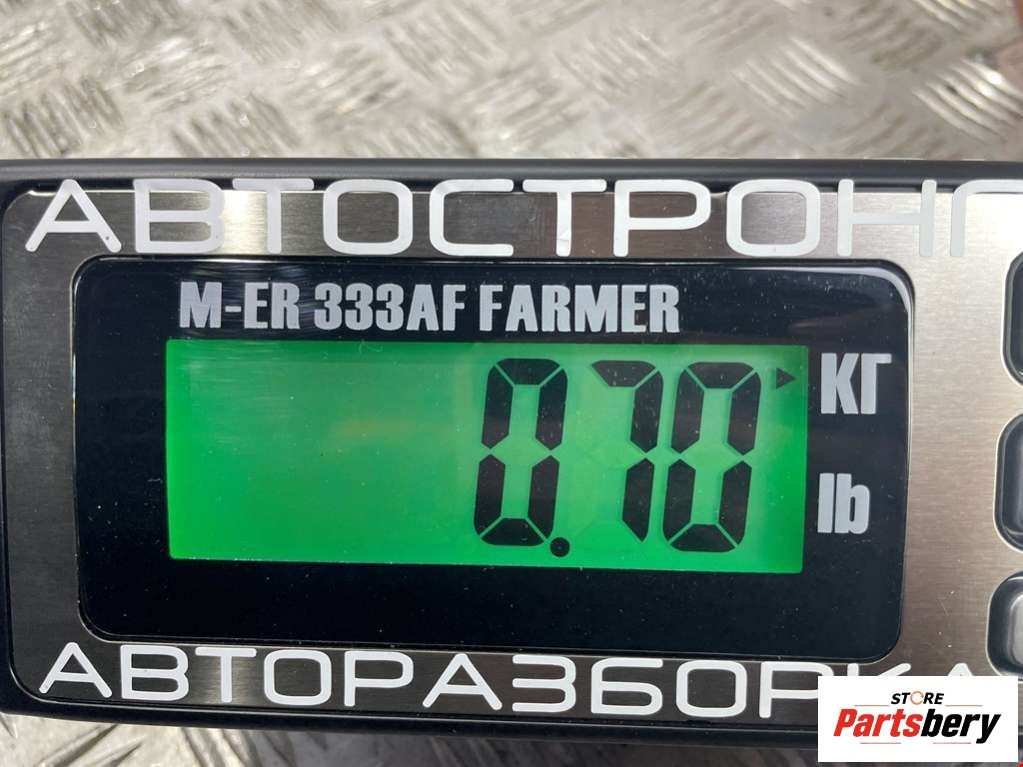 АВТОСТРОНГ
M-ER 333AF FARMER
0.70
КГ
lb
АВТОРАЗБОРКА
STORE
Partsbery